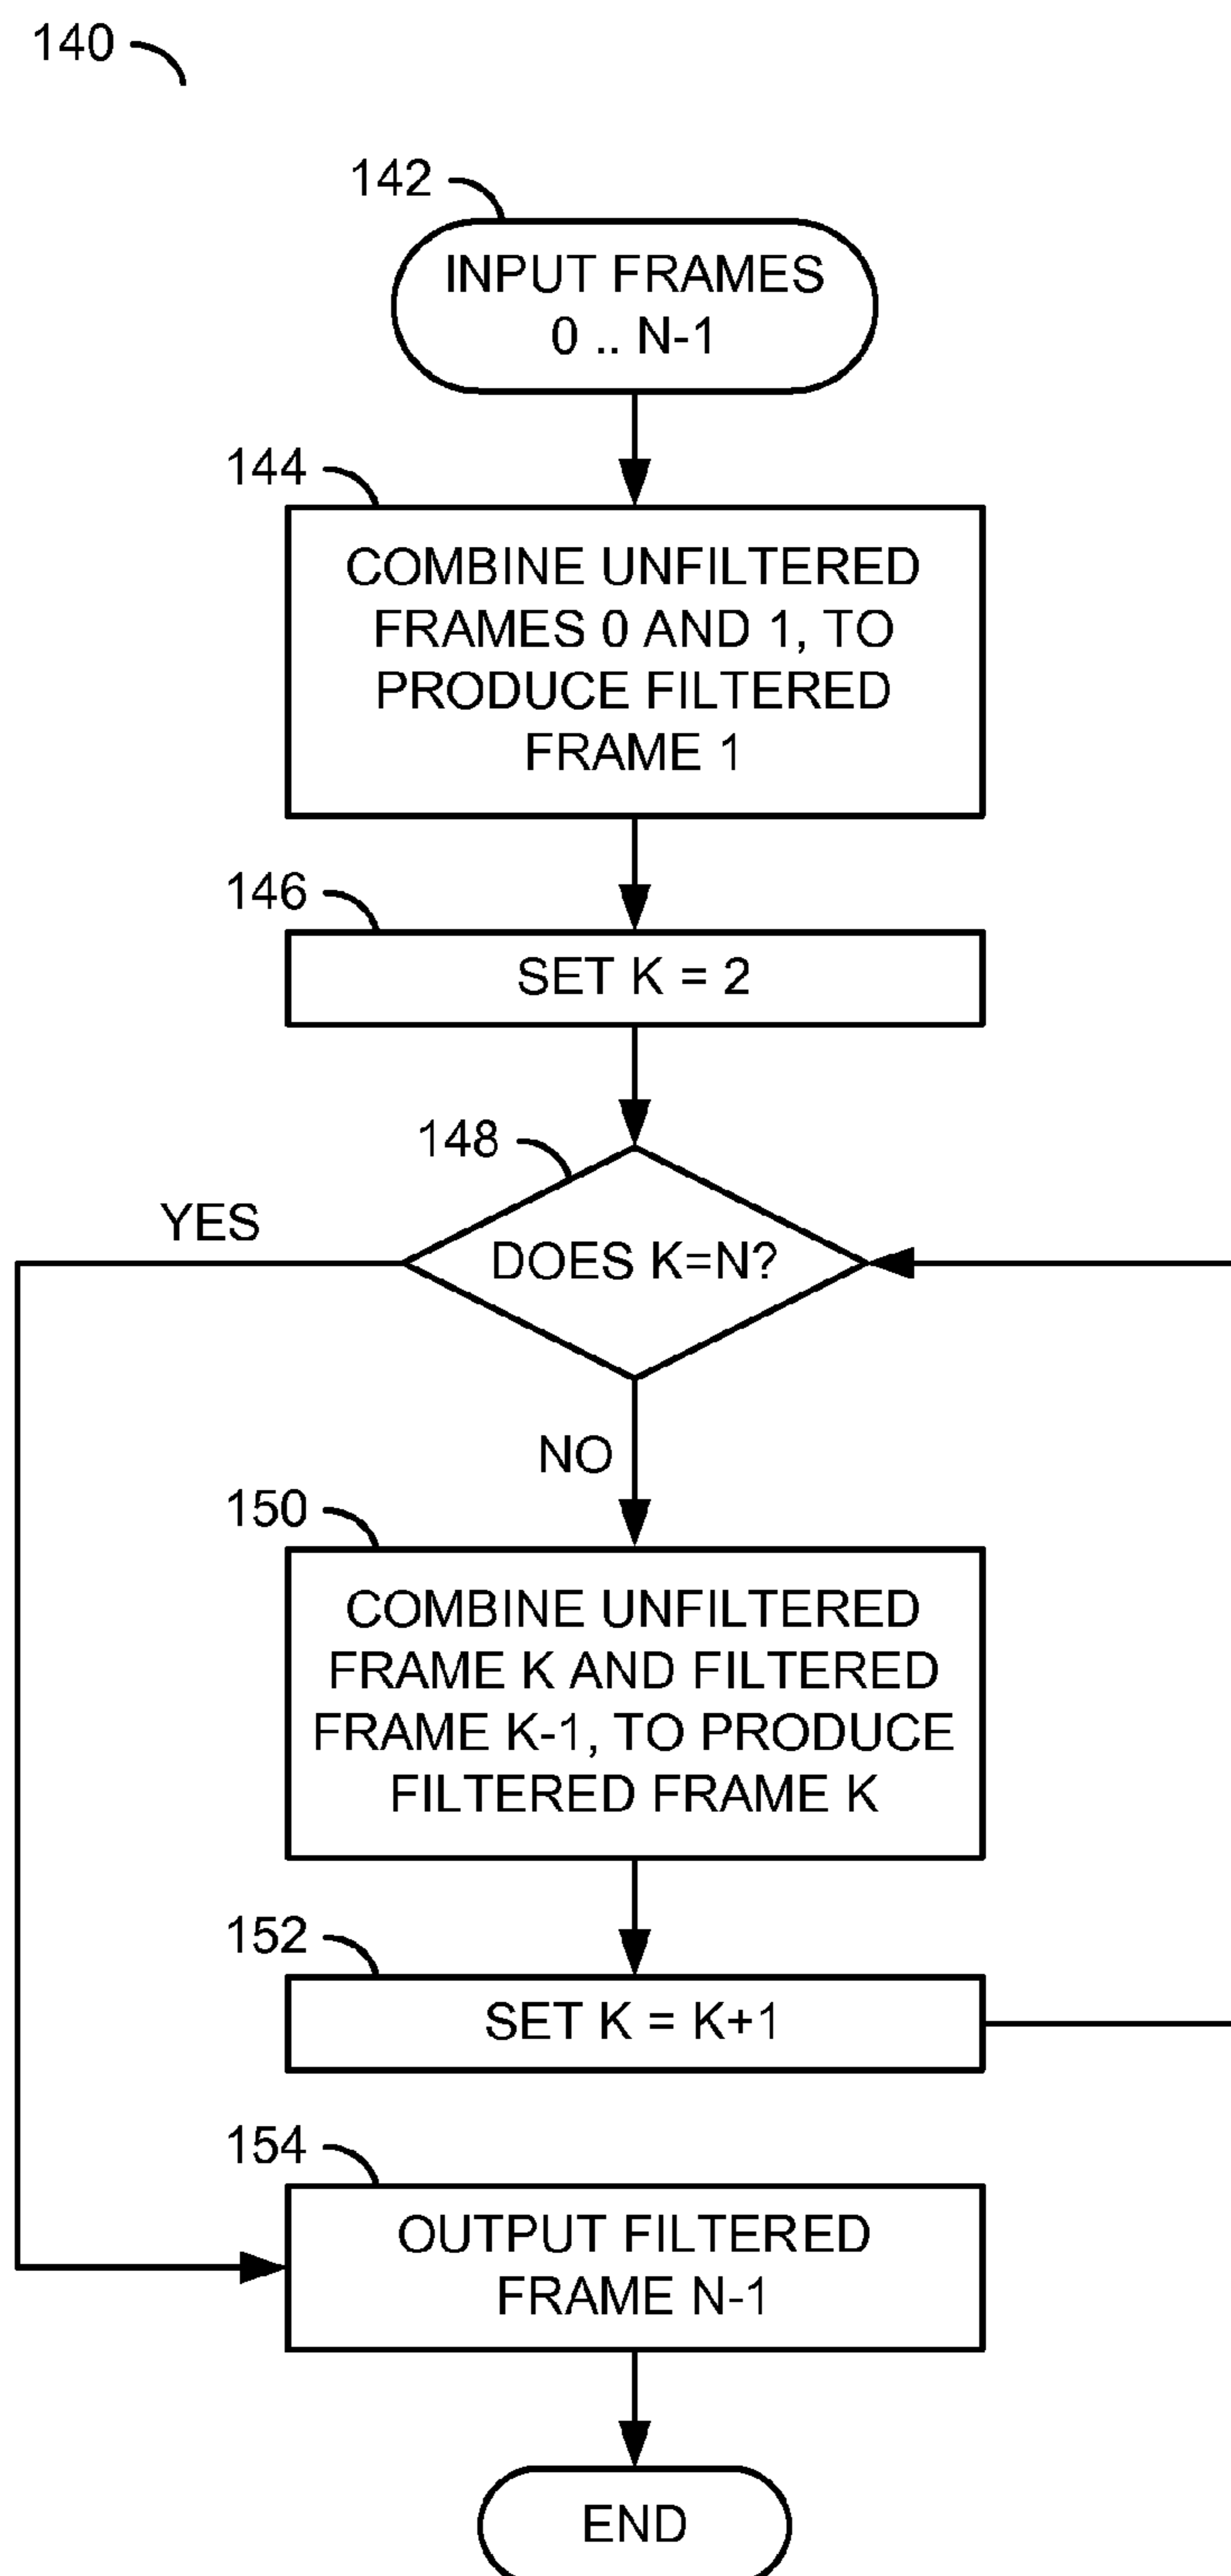 140
142
INPUT FRAMES
0 .. N-1
144
COMBINE UNFILTERED
FRAMES 0 AND 1, TO
PRODUCE FILTERED
FRAME 1
146
SET K = 2
148
YES
DOES K=N?
NO
150
COMBINE UNFILTERED
FRAME K AND FILTERED
FRAME K-1, TO PRODUCE
FILTERED FRAME K
152
SET K = K+1
154
OUTPUT FILTERED
FRAME N-1
END